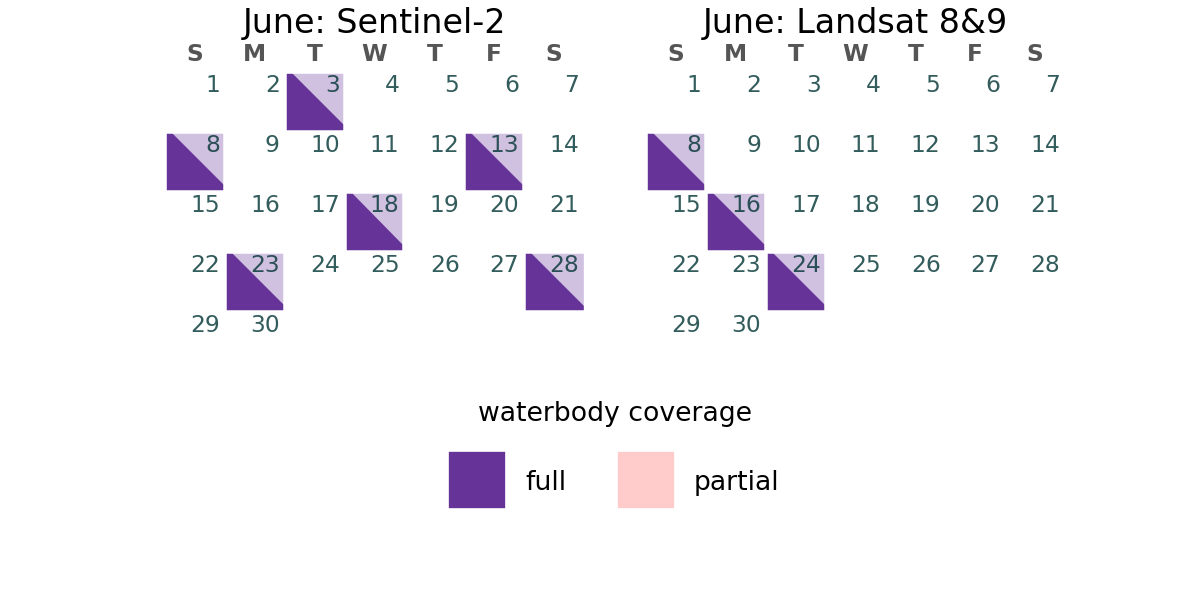 June: Sentinel-2
S M T W T F S
1 2 3 4 5 6 7
8 9 10 11 12 13 14
15 16 17 18 19 20 21
22 23 24 25 26 27 28
29 30
June: Landsat 8&9
S M T W T F S
1 2 3 4 5 6 7
8 9 10 11 12 13 14
15 16 17 18 19 20 21
22 23 24 25 26 27 28
29 30
waterbody coverage
full partial